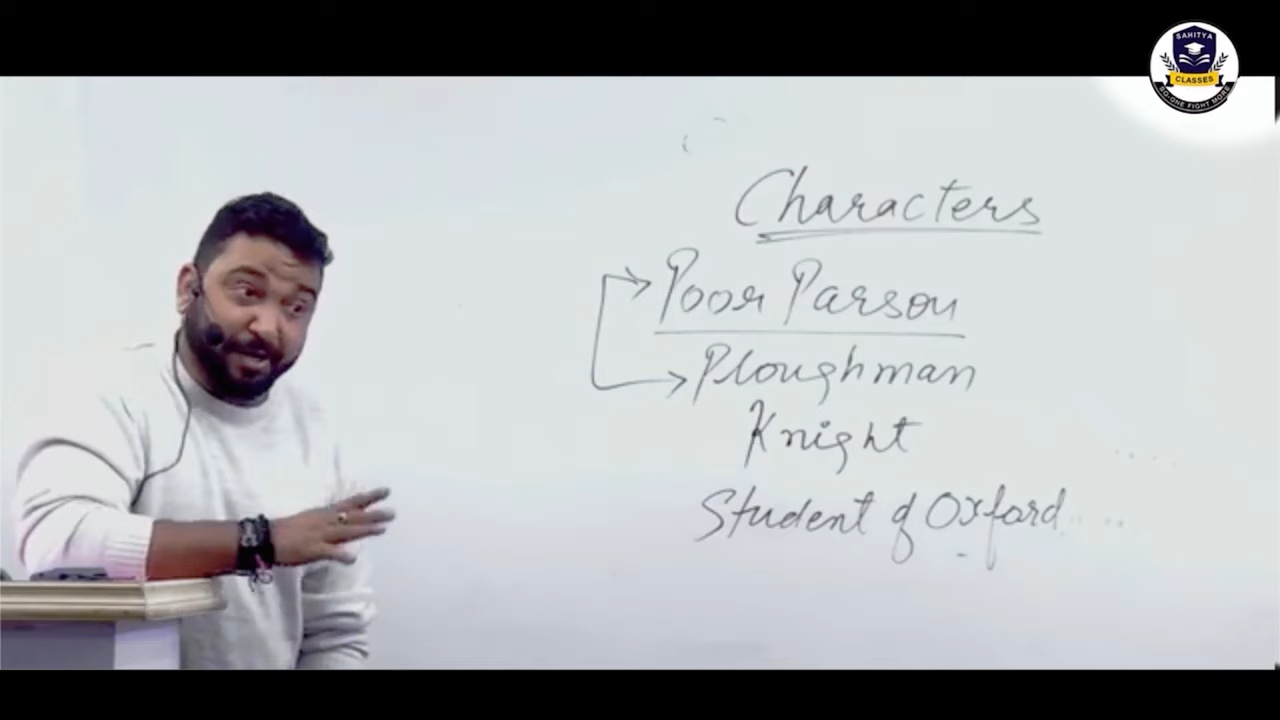 SAHITYA
CLASSES
Characters
Poor Parson
Ploughman
Knight
Student of Oxford